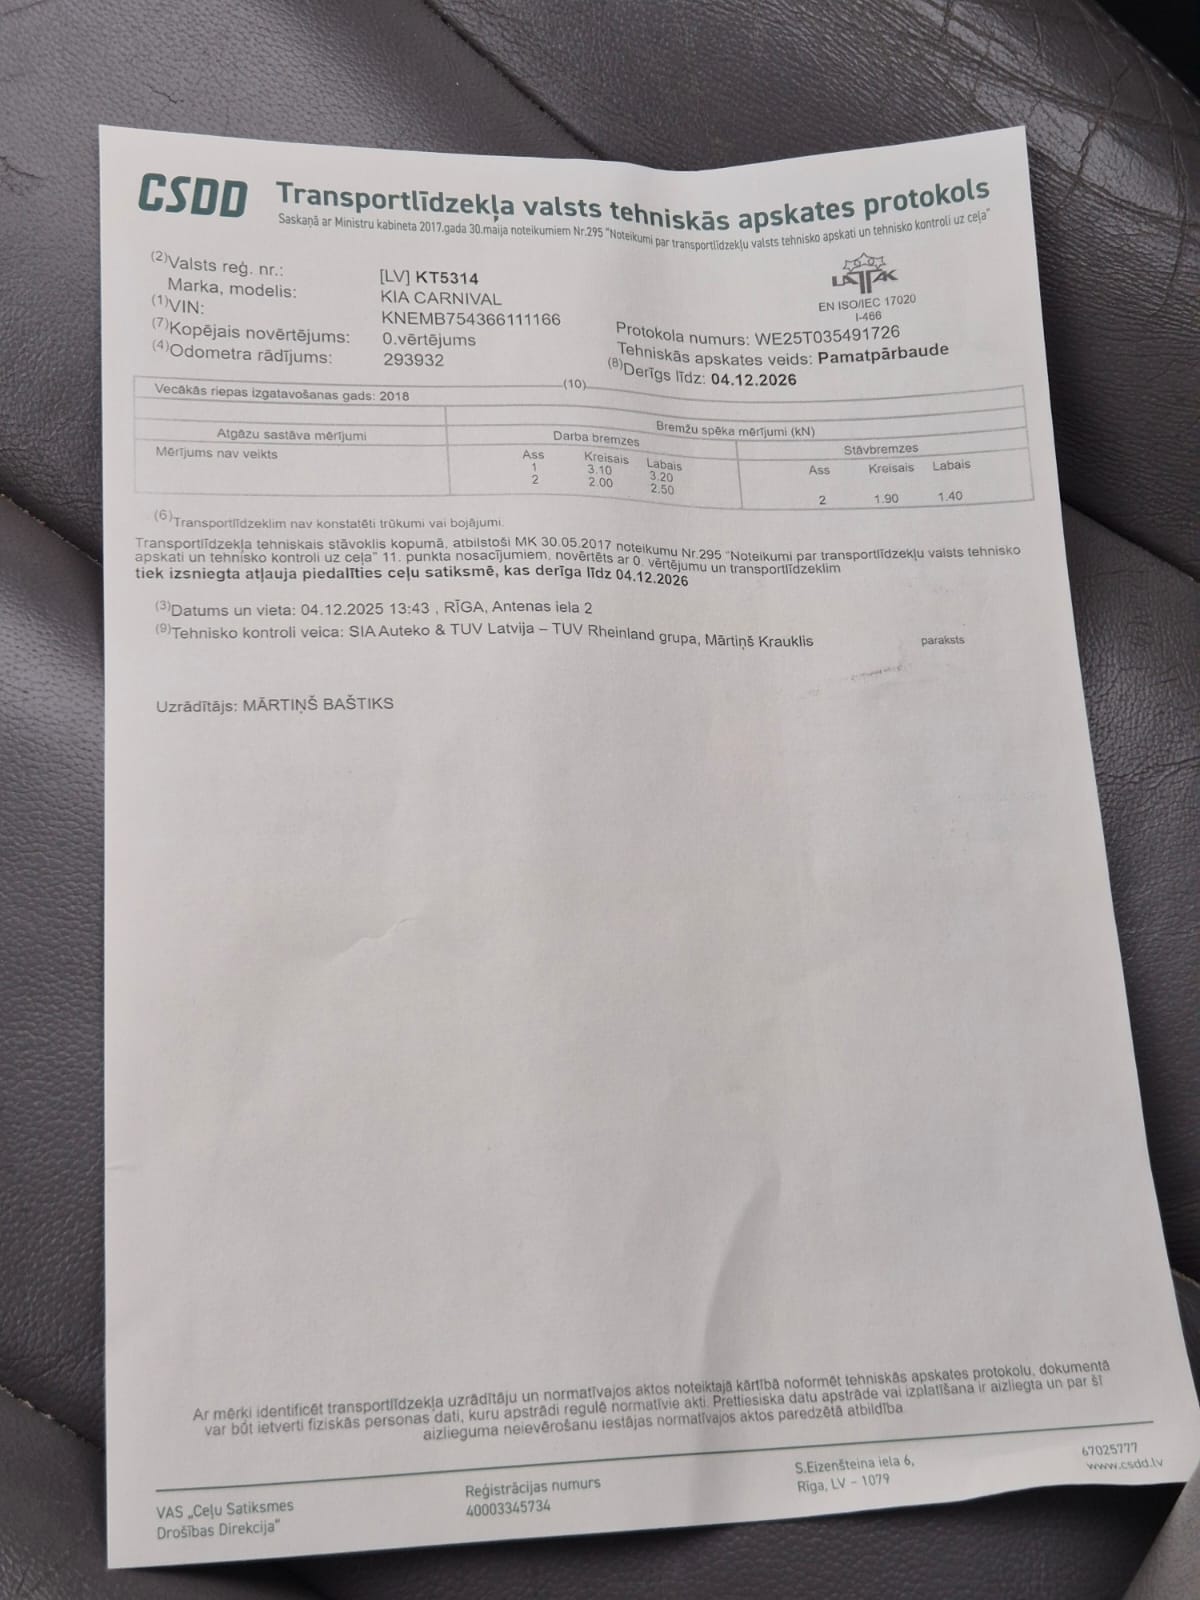 CSDD Transportlīdzekļa valsts tehniskās apskates protokols
Saskaņā ar Ministru kabineta 2017.gada 30.maija noteikumiem Nr.295 "Noteikumi par transportlīdzekļu valsts tehnisko apskati un tehnisko kontroli uz ceļa"
(2)Valsts reģ. nr.: [LV] KT5314
Marka, modelis: KIA CARNIVAL
(1)VIN: KNEMB754366111166
(7)Kopējais novērtējums: 0.vērtējums
(4)Odometra rādījums: 293932
LATAK
EN ISO/IEC 17020
I-466
Protokola numurs: WE25T035491726
Tehniskās apskates veids: Pamatpārbaude
(8)Derīgs līdz: 04.12.2026
(10)
Vecākās riepas izgatavošanas gads: 2018
Atgāzu sastāva mērījumi
Mērījums nav veikts
Bremžu spēka mērījumi (kN)
Darba bremzes Stāvbremzes
Ass Kreisais Labais Ass Kreisais Labais
1 3.10 3.20
2 2.00 2.50 2 1.90 1.40
(6)Transportlīdzeklim nav konstatēti trūkumi vai bojājumi.
Transportlīdzekļa tehniskais stāvoklis kopumā, atbilstoši MK 30.05.2017 noteikumu Nr.295 "Noteikumi par transportlīdzekļu valsts tehnisko
apskati un tehnisko kontroli uz ceļa" 11. punkta nosacījumiem, novērtēts ar 0. vērtējumu un transportlīdzeklim
tiek izsniegta atļauja piedalīties ceļu satiksmē, kas derīga līdz 04.12.2026
(3)Datums un vieta: 04.12.2025 13:43 , RĪGA, Antenas iela 2
(9)Tehnisko kontroli veica: SIA Auteko & TUV Latvija – TUV Rheinland grupa, Mārtiņš Krauklis paraksts
Uzrādītājs: MĀRTIŅŠ BAŠTIKS
Ar mērķi identificēt transportlīdzekļa uzrādītāju un normatīvajos aktos noteiktajā kārtībā noformēt tehniskās apskates protokolu, dokumentā
var būt ietverti fiziskās personas dati, kuru apstrādi regulē normatīvie akti. Prettiesiska datu apstrāde vai izplatīšana ir aizliegta un par šī
aizlieguma neievērošanu iestājas normatīvajos aktos paredzētā atbildība.
VAS „Ceļu Satiksmes
Drošības Direkcija"
Reģistrācijas numurs
40003345734
S.Eizenšteina iela 6,
Rīga, LV – 1079
67025777
www.csdd.lv